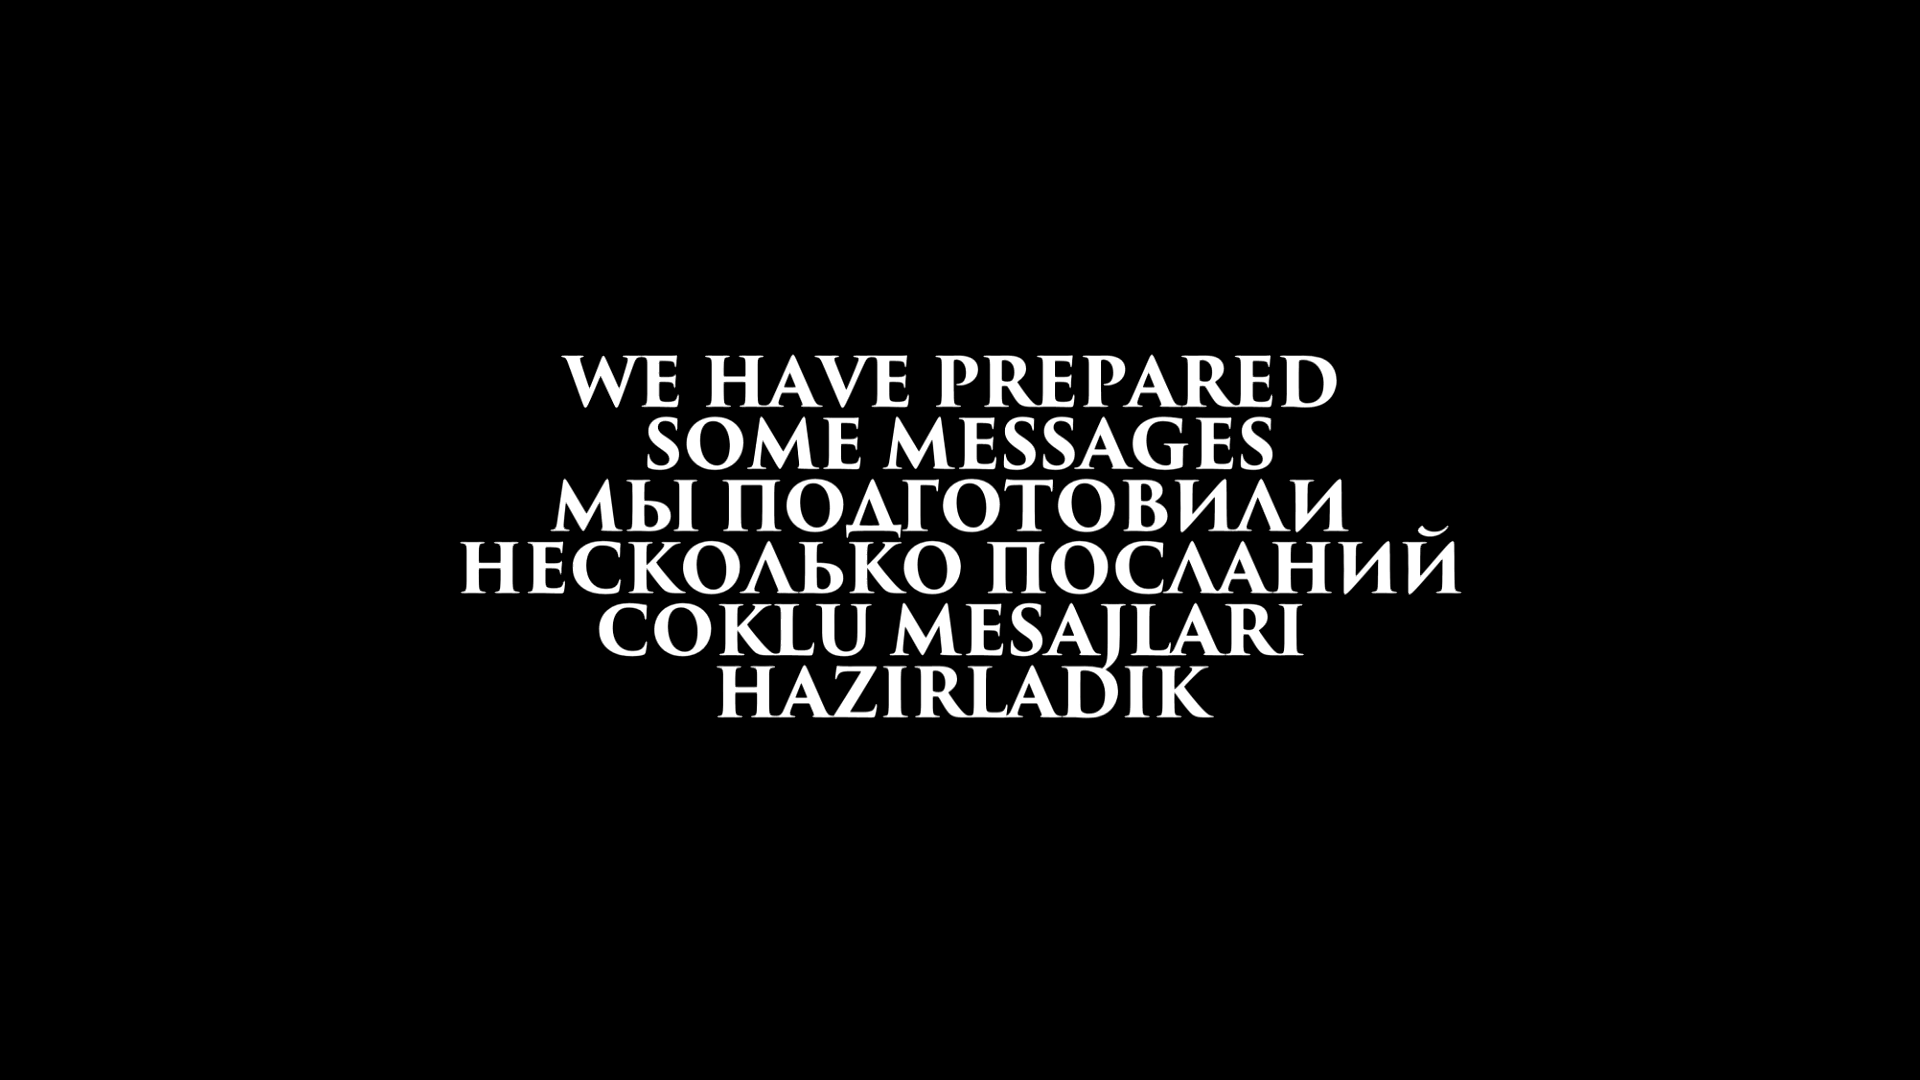 WE HAVE PREPARED
SOME MESSAGES
МЫ ПОДГОТОВИЛИ
НЕСКОЛЬКО ПОСЛАНИЙ
COKLU MESAJLARI
HAZIRLADIK